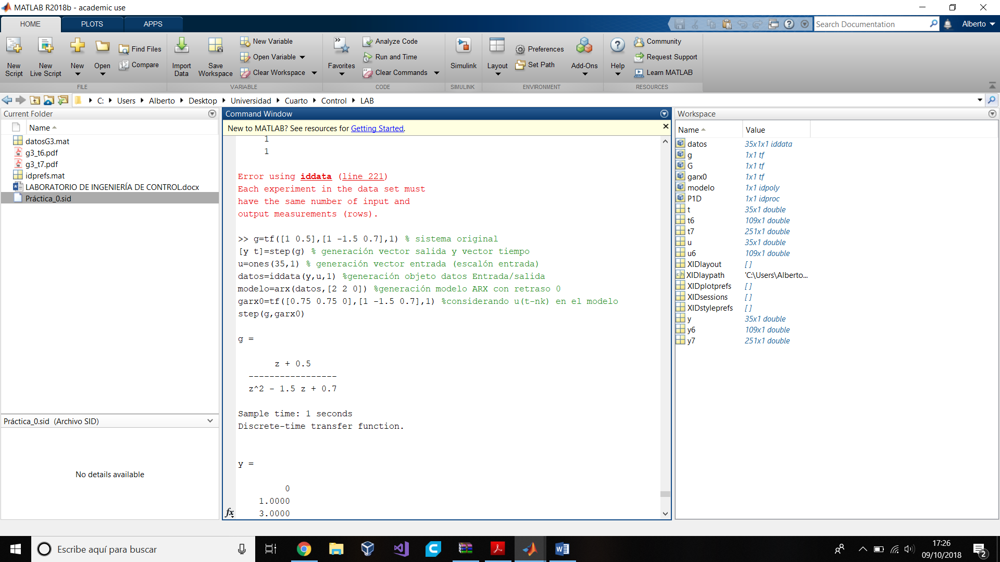 MATLAB R2018b - academic use
HOME
PLOTS
APPS
Search Documentation
Alberto
New Script
New Live Script
New
Open
Find Files
Compare
FILE
Import Data
Save Workspace
New Variable
Open Variable
Clear Workspace
VARIABLE
Favorites
Analyze Code
Run and Time
Clear Commands
CODE
Simulink
SIMULINK
Layout
Preferences
Set Path
Add-Ons
ENVIRONMENT
Help
Community
Request Support
Learn MATLAB
RESOURCES
C: Users Alberto Desktop Universidad Cuarto Control LAB
Current Folder
Name
datosG3.mat
g3_t6.pdf
g3_t7.pdf
idprefs.mat
LABORATORIO DE INGENIERÍA DE CONTROL.docx
Práctica_0.sid
Práctica_0.sid (Archivo SID)
No details available
Command Window
New to MATLAB? See resources for Getting Started.
1
1
Error using iddata (line 221)
Each experiment in the data set must
have the same number of input and
output measurements (rows).
>> g=tf([1 0.5],[1 -1.5 0.7],1) % sistema original
[y t]=step(g) % generación vector salida y vector tiempo
u=ones(35,1) % generación vector entrada (escalón entrada)
datos=iddata(y,u,1) %generación objeto datos Entrada/salida
modelo=arx(datos,[2 2 0]) %generación modelo ARX con retraso 0
garx0=tf([0.75 0.75 0],[1 -1.5 0.7],1) %considerando u(t-nk) en el modelo
step(g,garx0)
g =
z + 0.5
-----------------
z^2 - 1.5 z + 0.7
Sample time: 1 seconds
Discrete-time transfer function.
y =
0
1.0000
3.0000
fx
Workspace
Name Value
datos 35x1x1 iddata
g 1x1 tf
G 1x1 tf
garx0 1x1 tf
modelo 1x1 idpoly
P1D 1x1 idproc
t 35x1 double
t6 109x1 double
t7 251x1 double
u 35x1 double
u6 109x1 double
XIDlayout []
XIDlaypath 'C:\Users\Alberto...
XIDplotprefs []
XIDsessions []
XIDstyleprefs []
y 35x1 double
y6 109x1 double
y7 251x1 double
Escribe aquí para buscar
17:26
09/10/2018
2